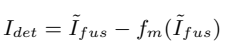 $I_{det} = \tilde{I}_{fus} - f_m(\tilde{I}_{fus})$